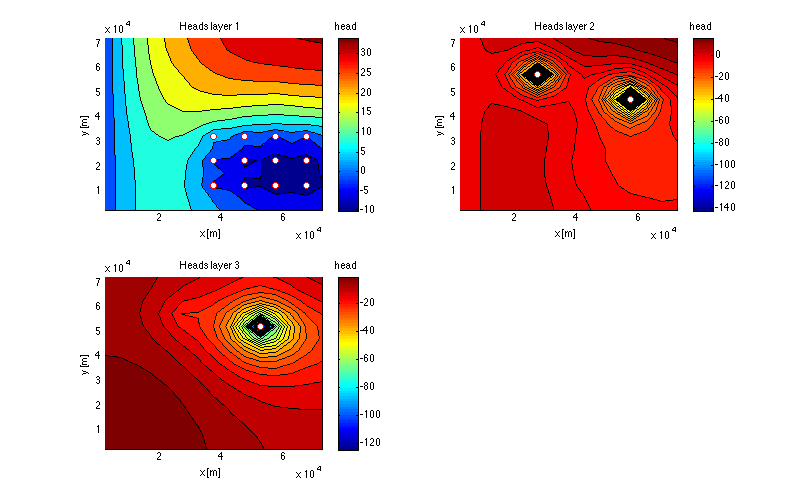 x 10^4
Heads layer 1
head
7
6
5
4
3
2
1
y [m]
2
4
6
x [m]
x 10^4
30
25
20
15
10
5
0
-5
-10
x 10^4
Heads layer 2
head
7
6
5
4
3
2
1
y [m]
2
4
6
x [m]
x 10^4
0
-20
-40
-60
-80
-100
-120
-140
x 10^4
Heads layer 3
head
7
6
5
4
3
2
1
y [m]
2
4
6
x [m]
x 10^4
-20
-40
-60
-80
-100
-120